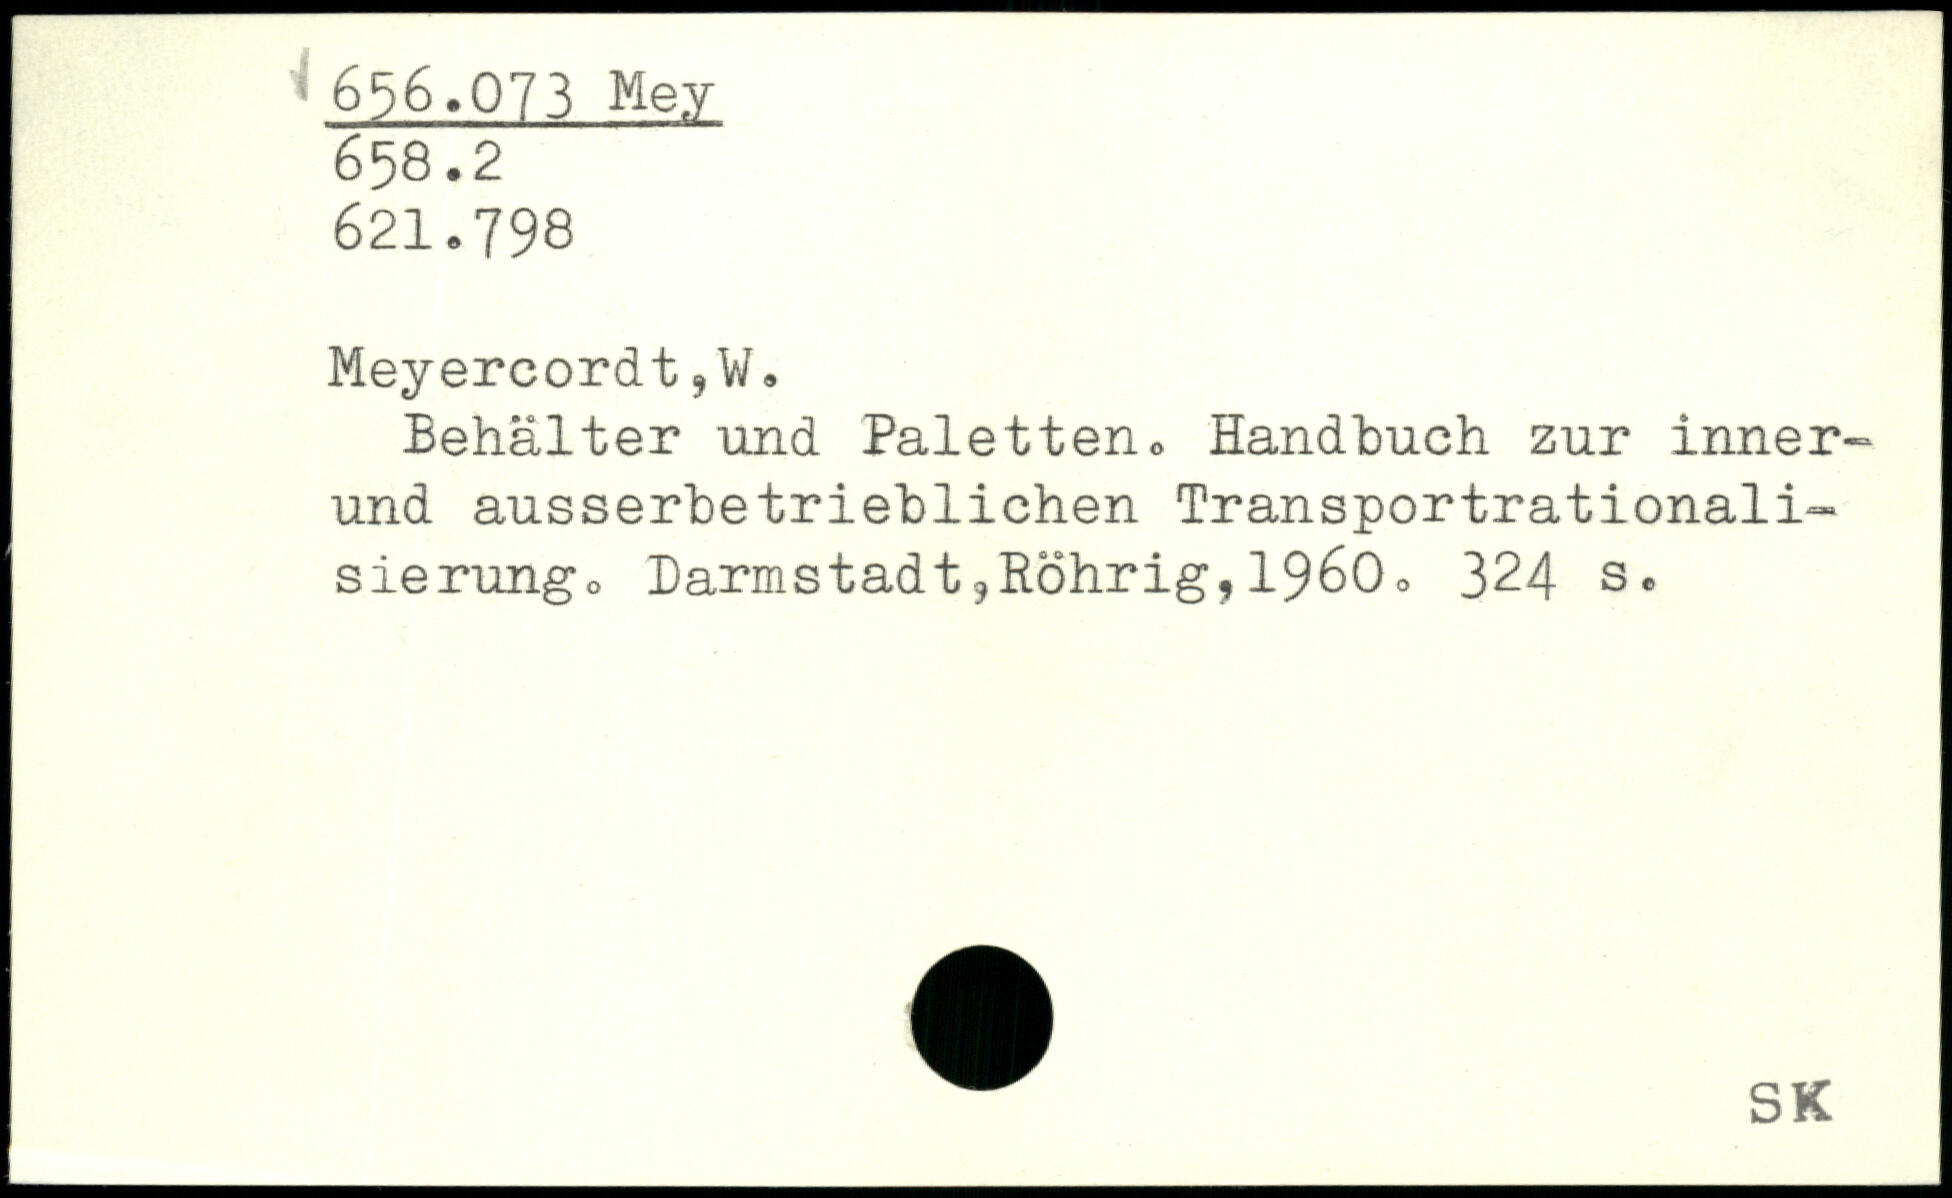 656.073 Mey
658.2
621.798
Meyercordt,W.
Behälter und Paletten. Handbuch zur inner-
und ausserbetrieblichen Transportrationali-
sierung. Darmstadt,Röhrig,1960. 324 s.
SK